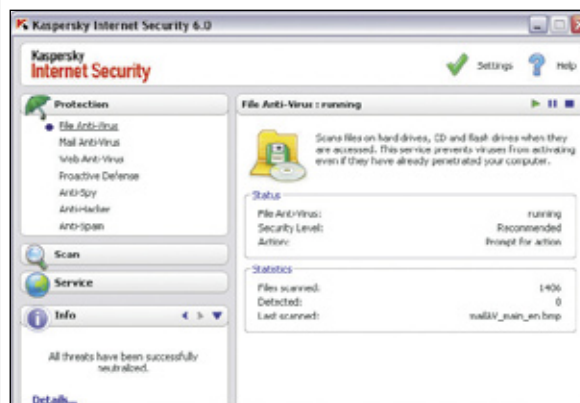 Kaspersky Internet Security 6.0
Kaspersky
Internet Security
Settings
Help
Protection
File Anti-Virus
Mail Anti-Virus
Web Anti-Virus
Proactive Defense
Anti-Spy
Anti-Hacker
Anti-Spam
Scan
Service
Info
All threats have been successfully
neutralized.
Details...
File Anti-Virus : running
Scans files on hard drives, CD and flash drives when they
are accessed. This service prevents viruses from activating
even if they have already penetrated your computer.
Status
File Anti-Virus: running
Security Level: Recommended
Action: Prompt for action
Statistics
Files scanned: 1406
Detected: 0
Last scanned: mailAV_main_en.bmp